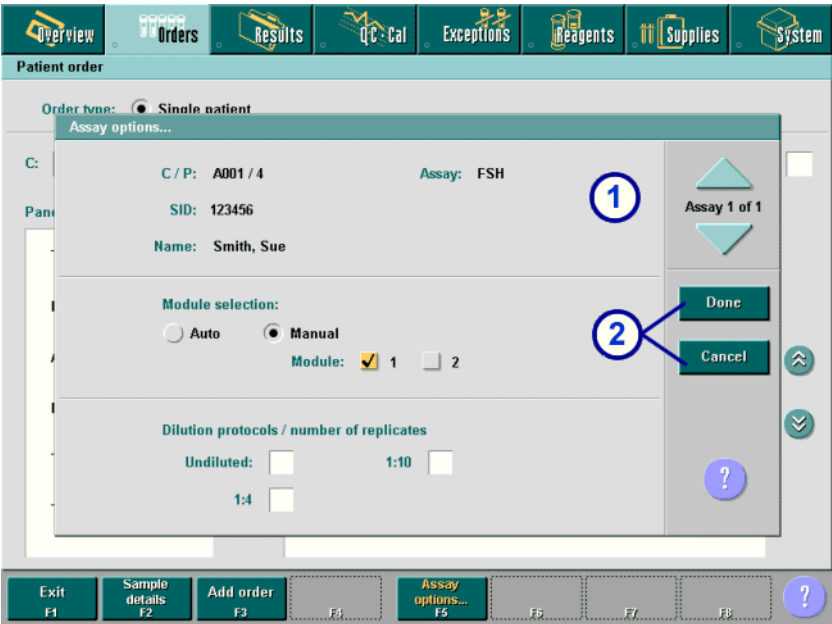 Overview Orders Results QC-Cal Exceptions Reagents Supplies System
Patient order
Order type: Single patient
Assay options...
C / P: A001 / 4 Assay: FSH 1
C:
SID: 123456 Assay 1 of 1
Name: Smith, Sue
Module selection: Done
Auto Manual 2
Module: 1 2 Cancel
Dilution protocols / number of replicates
Undiluted: 1:10
1:4 ?
Exit F1
Sample details F2
Add order F3
F4
Assay options... F5
F6
F7
F8
?